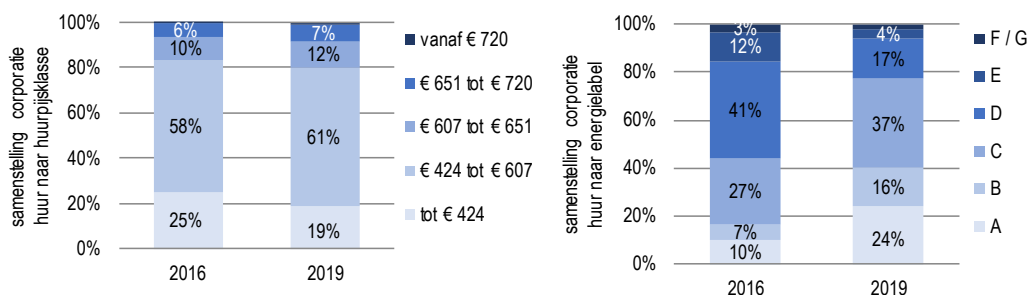 samenstelling corporatie
huur naar huurpijsklasse
100%
80%
60%
40%
20%
0%
6%
10%
58%
25%
7%
12%
61%
19%
2016
2019
vanaf € 720
€ 651 tot € 720
€ 607 tot € 651
€ 424 tot € 607
tot € 424
samenstelling corporatie
huur naar energielabel
100%
80%
60%
40%
20%
0%
3%
12%
41%
27%
7%
10%
4%
17%
37%
16%
24%
2016
2019
F / G
E
D
C
B
A